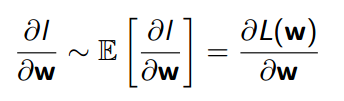 ∂l/∂𝐰 ∼ 𝔼 [∂l/∂𝐰] = ∂L(𝐰)/∂𝐰